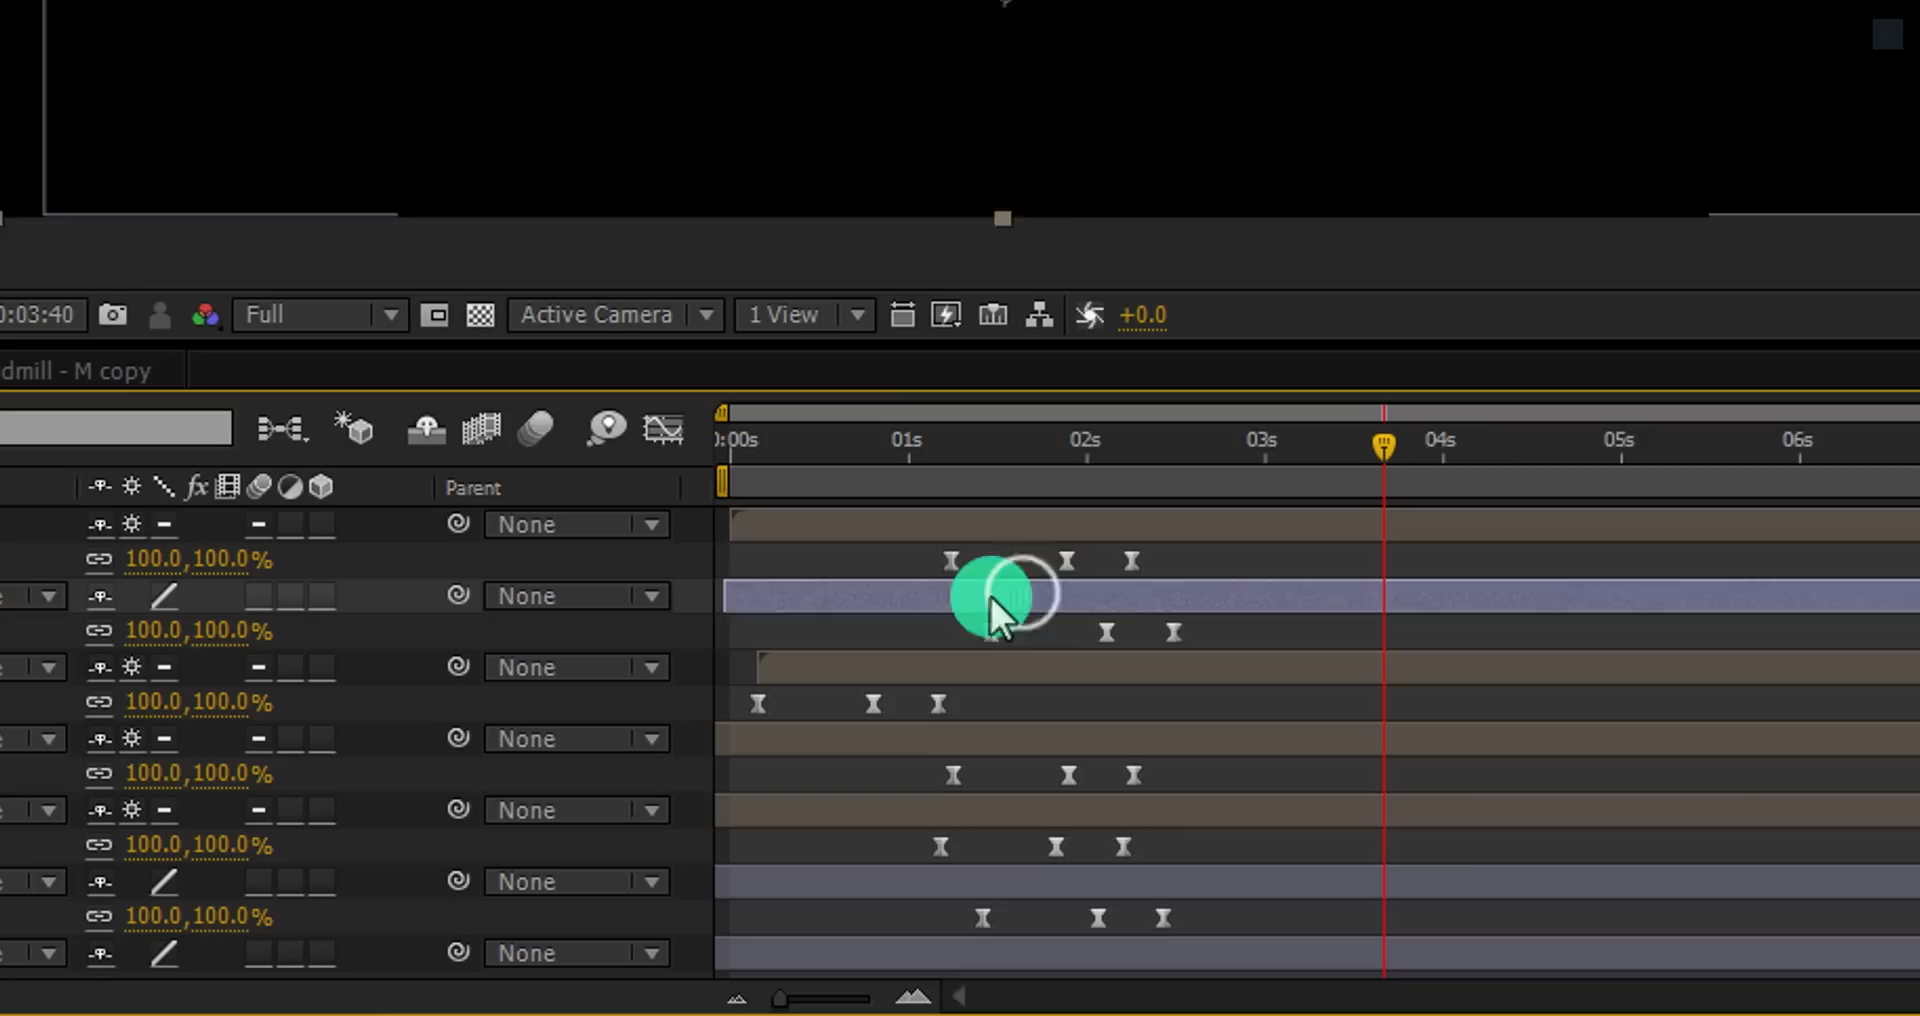 0:03:40 Full Active Camera 1 View +0.0
dmill - M copy
0:00s 01s 02s 03s 04s 05s 06s
fx Parent
None
100.0,100.0%
None
100.0,100.0%
None
100.0,100.0%
None
100.0,100.0%
None
100.0,100.0%
None
100.0,100.0%
None